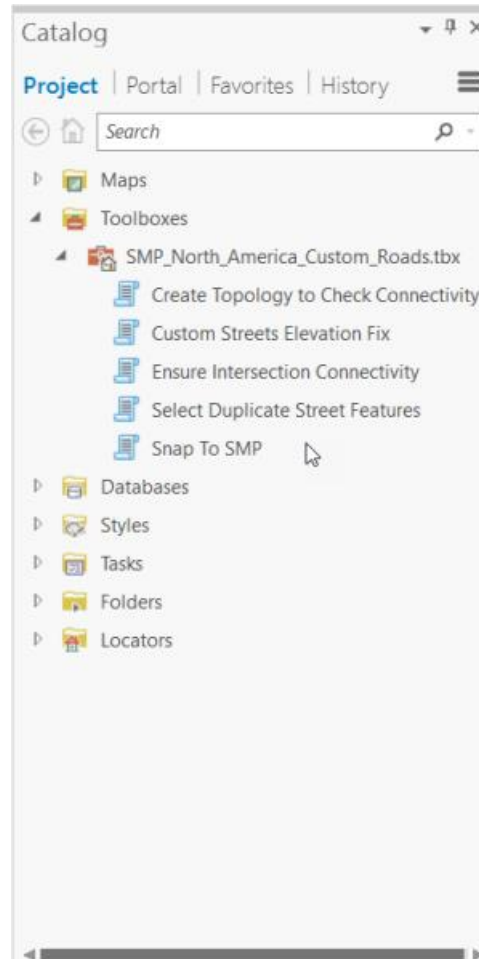 Catalog
Project | Portal | Favorites | History
Search
Maps
Toolboxes
SMP_North_America_Custom_Roads.tbx
Create Topology to Check Connectivity
Custom Streets Elevation Fix
Ensure Intersection Connectivity
Select Duplicate Street Features
Snap To SMP
Databases
Styles
Tasks
Folders
Locators